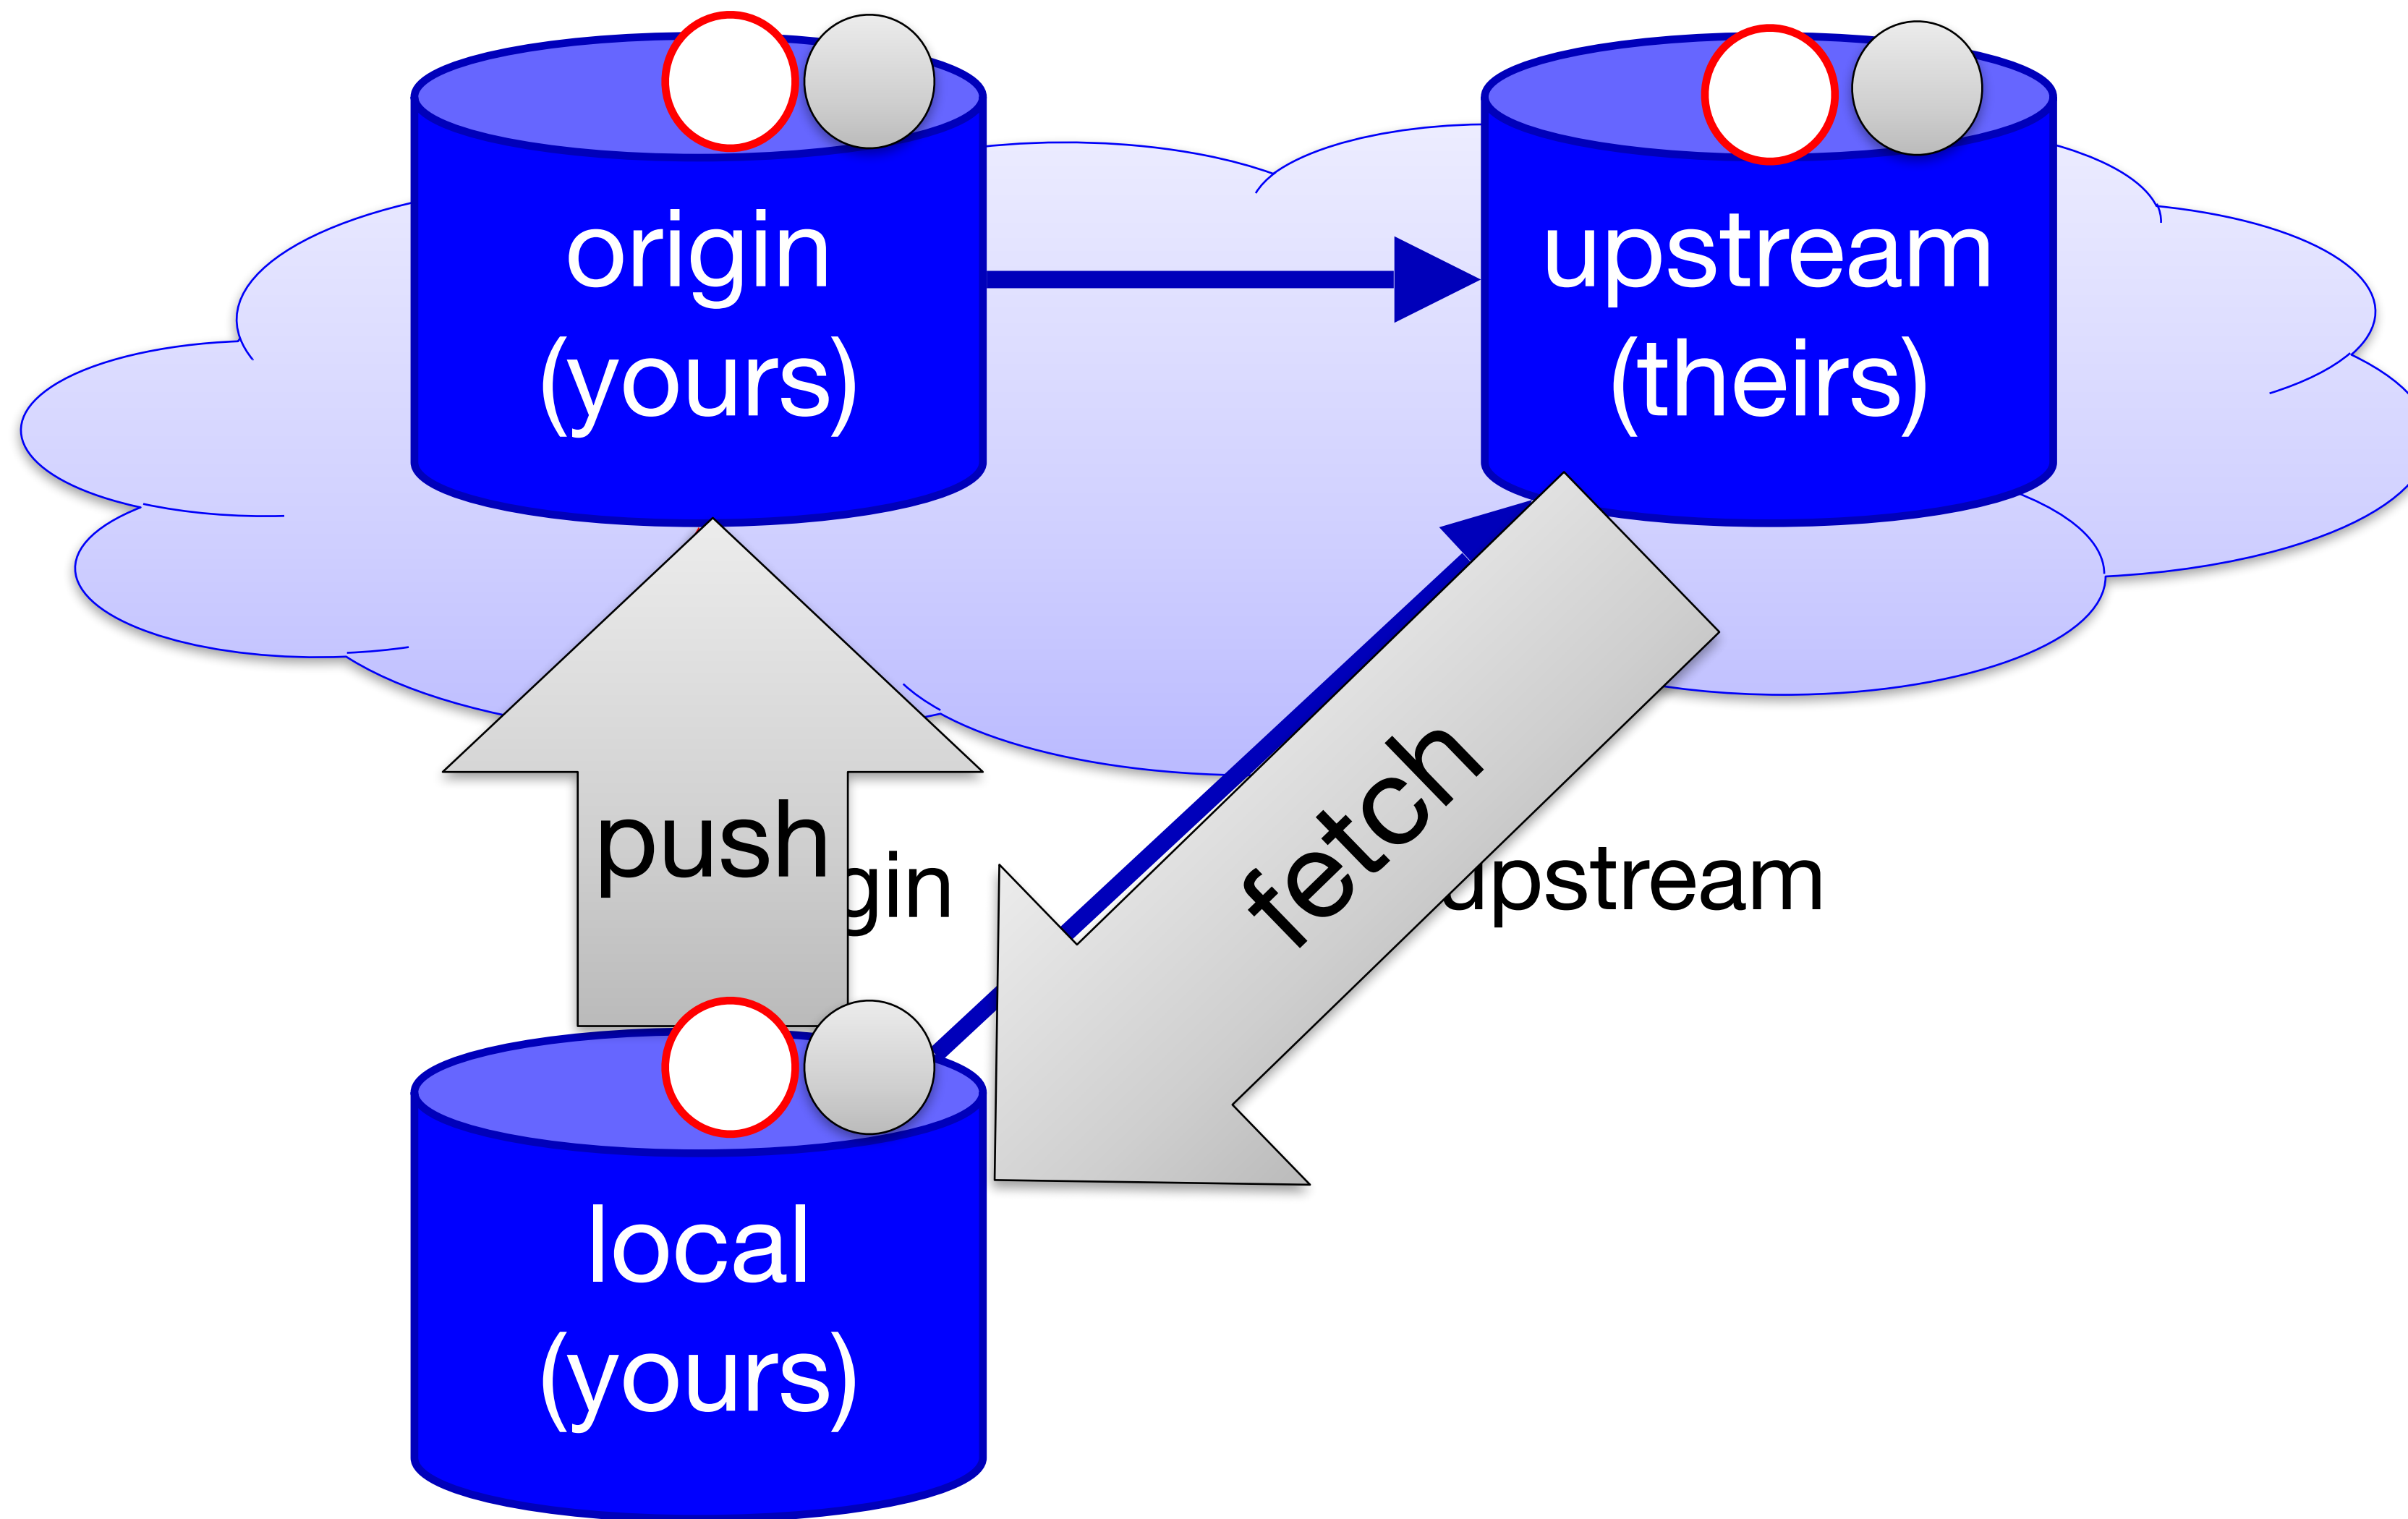 origin
(yours)
upstream
(theirs)
push
fetch
gin
upstream
local
(yours)